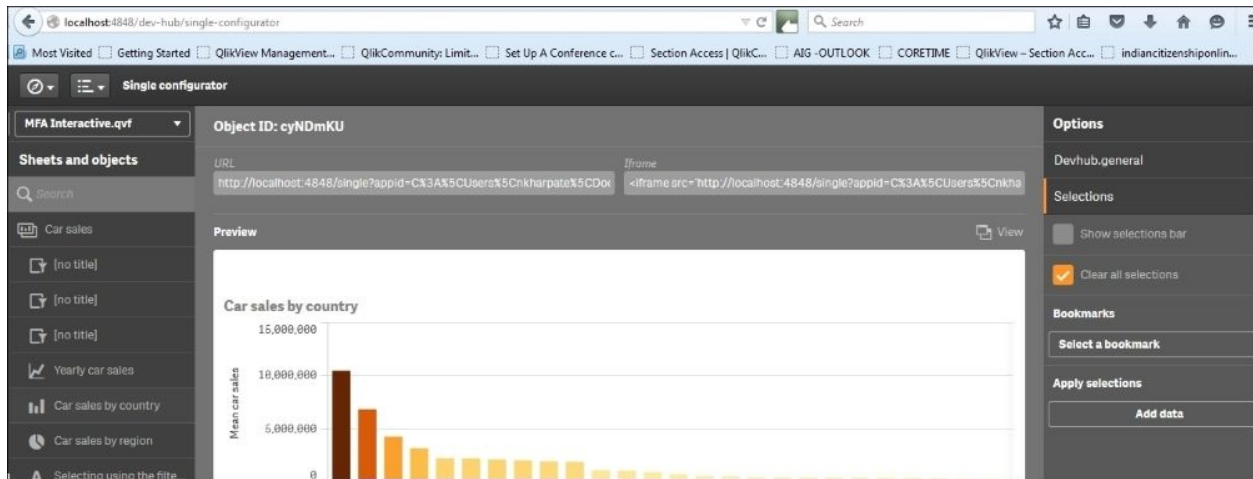 localhost:4848/dev-hub/single-configurator
Search
Most Visited Getting Started QlikView Management... QlikCommunity: Limit... Set Up A Conference c... Section Access | QlikC... AIG -OUTLOOK CORETIME QlikView – Section Acc... indiancitizenshiponlin...
Single configurator
MFA Interactive.qvf
Sheets and objects
Search
Car sales
[no title]
[no title]
[no title]
Yearly car sales
Car sales by country
Car sales by region
A Selecting using the filte
Object ID: cyNDmKU
URL
http://localhost:4848/single?appid=C%3A%5CUsers%5Cnkharpate%5CDoc
Iframe
<iframe src='http://localhost:4848/single?appid=C%3A%5CUsers%5Cnkha
Preview
View
Car sales by country
Mean car sales
15,000,000
10,000,000
5,000,000
0
Options
Devhub.general
Selections
Show selections bar
Clear all selections
Bookmarks
Select a bookmark
Apply selections
Add data